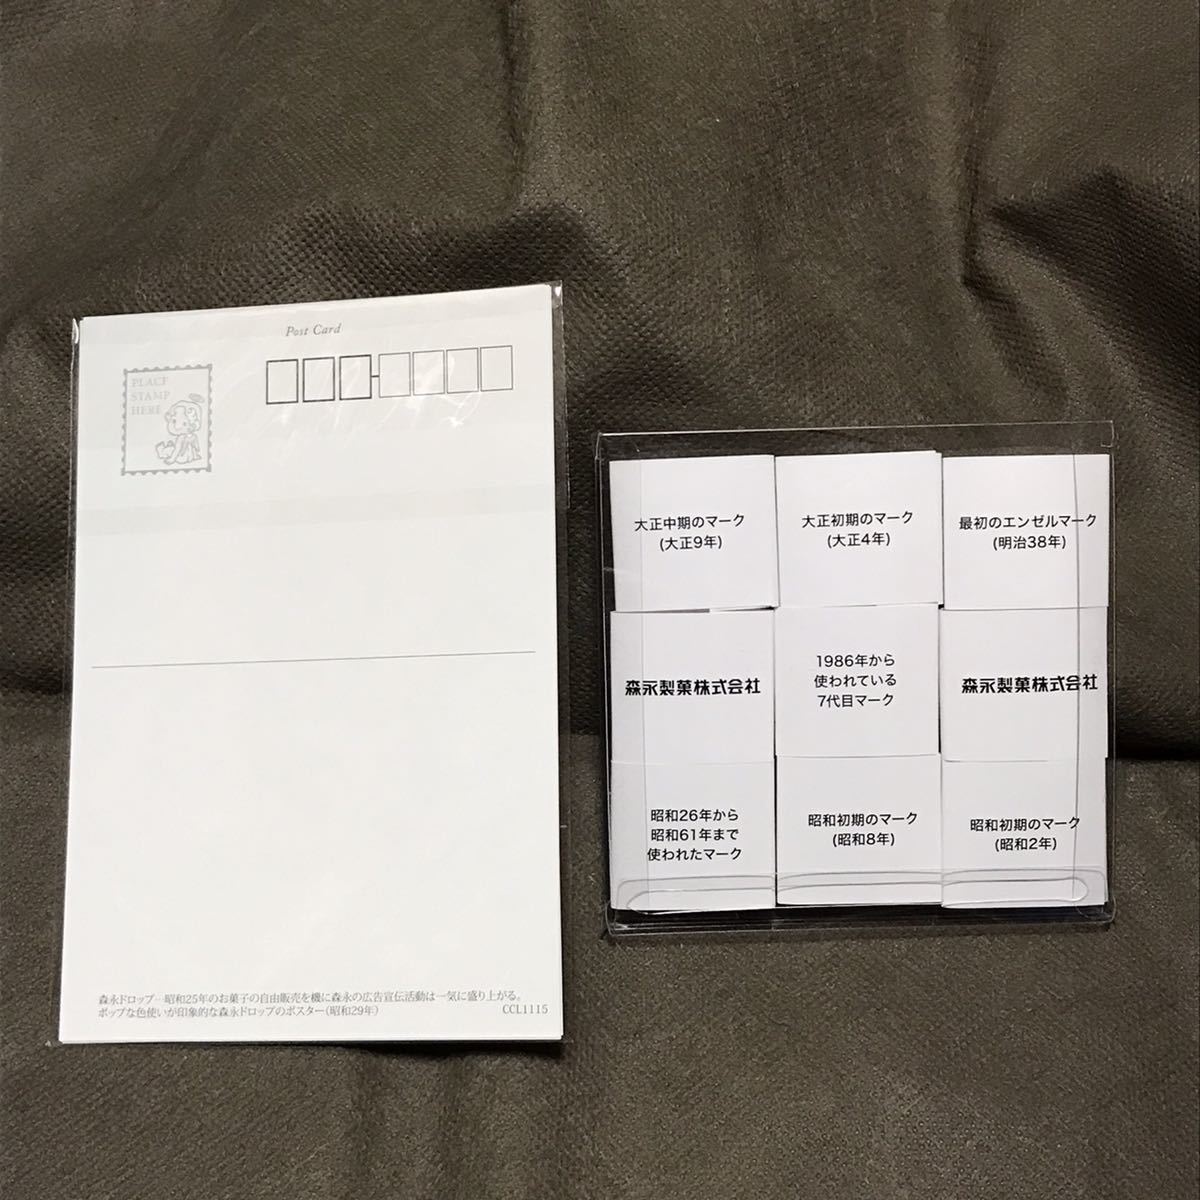 Post Card
PLACE
STAMP
HERE
森永ドロップ…昭和25年のお菓子の自由販売を機に森永の広告宣伝活動は一気に盛り上がる。
ポップな色使いが印象的な森永ドロップのポスター(昭和29年)
CCL1115
大正中期のマーク
(大正9年)
大正初期のマーク
(大正4年)
最初のエンゼルマーク
(明治38年)
森永製菓株式会社
1986年から
使われている
7代目マーク
森永製菓株式会社
昭和26年から
昭和61年まで
使われたマーク
昭和初期のマーク
(昭和8年)
昭和初期のマーク
(昭和2年)